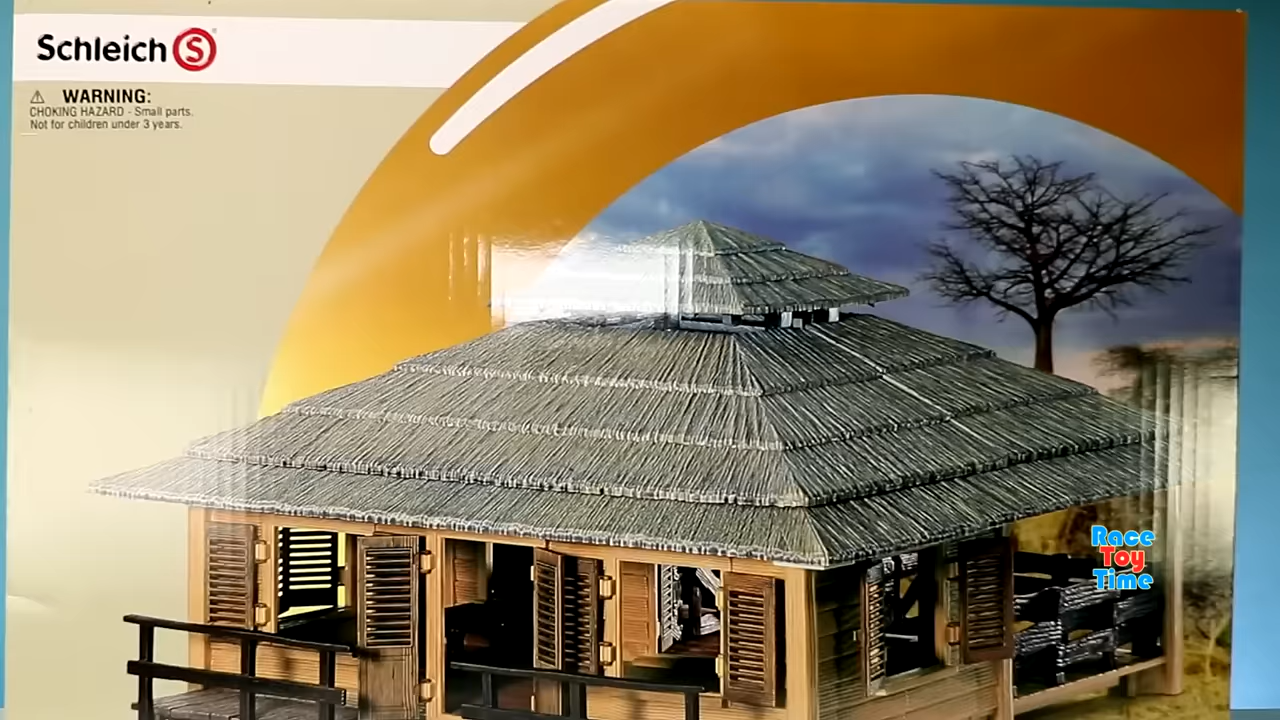 Schleich S
WARNING:
CHOKING HAZARD - Small parts.
Not for children under 3 years.
Race
Toy
Time